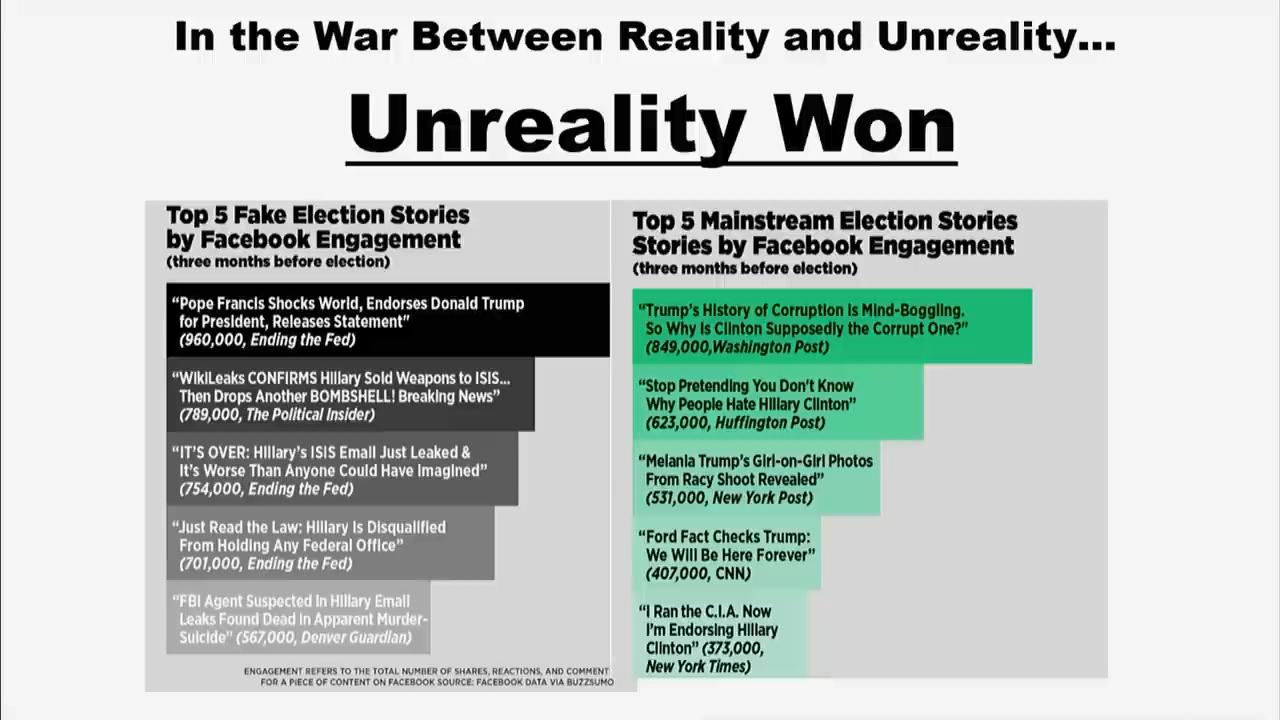 In the War Between Reality and Unreality...
Unreality Won
Top 5 Fake Election Stories
by Facebook Engagement
(three months before election)
“Pope Francis Shocks World, Endorses Donald Trump
for President, Releases Statement"
(960,000, Ending the Fed)
“WikiLeaks CONFIRMS Hillary Sold Weapons to ISIS...
Then Drops Another BOMBSHELL! Breaking News”
(789,000, The Political Insider)
“IT’S OVER: Hillary’s ISIS Email Just Leaked &
It’s Worse Than Anyone Could Have Imagined”
(754,000, Ending the Fed)
“Just Read the Law: Hillary Is Disqualified
From Holding Any Federal Office”
(701,000, Ending the Fed)
“FBI Agent Suspected In Hillary Email
Leaks Found Dead in Apparent Murder-
Suicide” (567,000, Denver Guardian)
ENGAGEMENT REFERS TO THE TOTAL NUMBER OF SHARES, REACTIONS, AND COMMENT
FOR A PIECE OF CONTENT ON FACEBOOK SOURCE: FACEBOOK DATA VIA BUZZSUMO
Top 5 Mainstream Election Stories
Stories by Facebook Engagement
(three months before election)
“Trump’s History of Corruption is Mind-Boggling.
So Why Is Clinton Supposedly the Corrupt One?"
(849,000,Washington Post)
“Stop Pretending You Don't Know
Why People Hate Hillary Clinton”
(623,000, Huffington Post)
“Melania Trump’s Girl-on-Girl Photos
From Racy Shoot Revealed”
(531,000, New York Post)
“Ford Fact Checks Trump:
We Will Be Here Forever”
(407,000, CNN)
“I Ran the C.I.A. Now
I’m Endorsing Hillary
Clinton” (373,000,
New York Times)